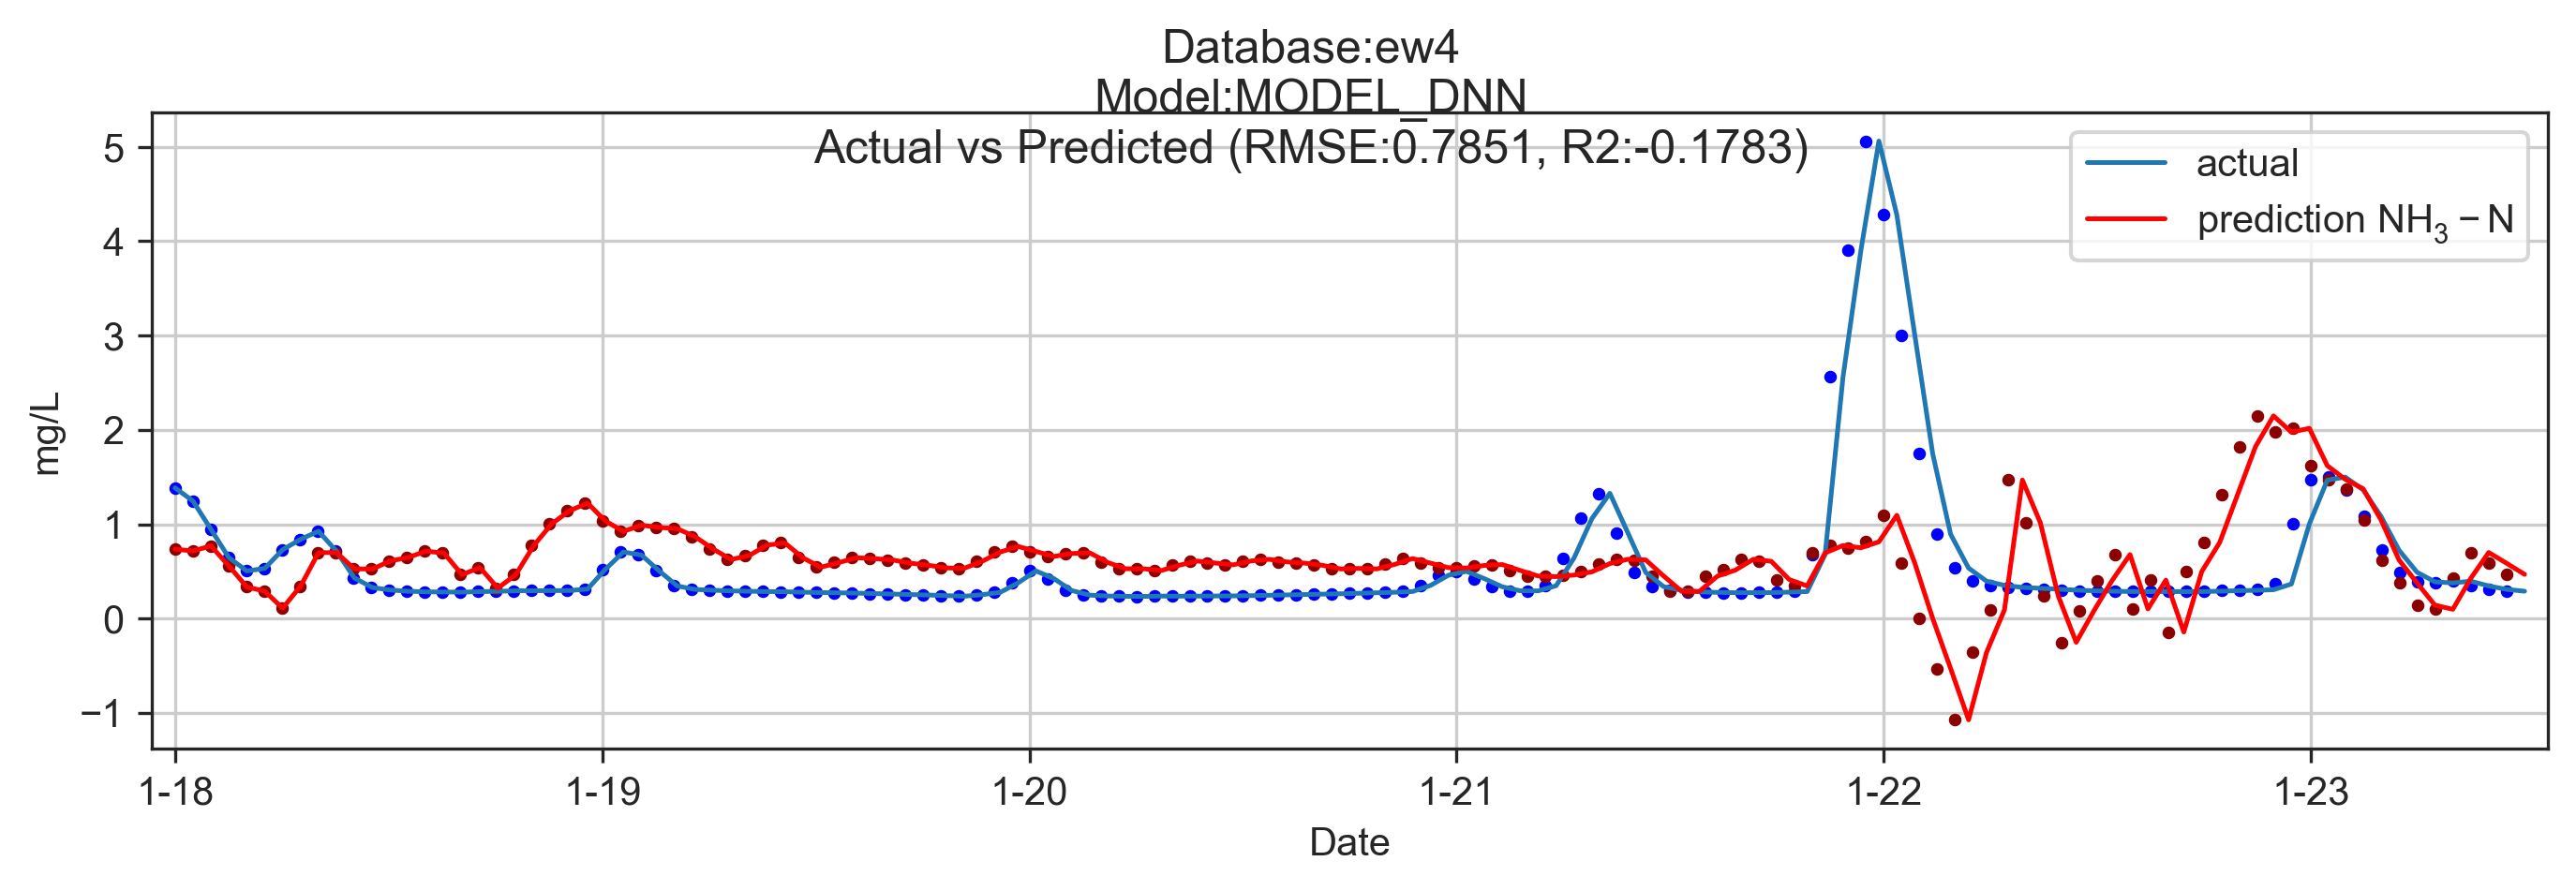 Database:ew4
Model:MODEL_DNN
Actual vs Predicted (RMSE:0.7851, R2:-0.1783)
actual
prediction NH₃ − N
5
4
3
2
1
0
−1
mg/L
1-18 1-19 1-20 1-21 1-22 1-23
Date